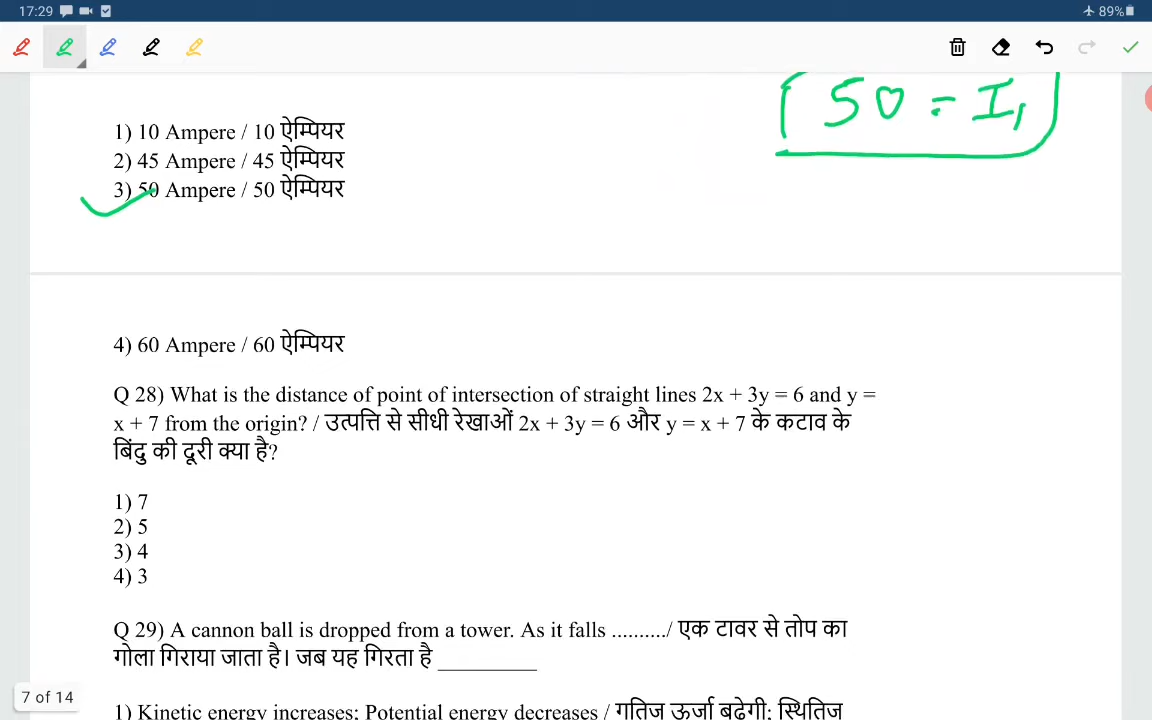 17:29 89%
50 = I₁
1) 10 Ampere / 10 ऐम्पियर
2) 45 Ampere / 45 ऐम्पियर
3) 50 Ampere / 50 ऐम्पियर
4) 60 Ampere / 60 ऐम्पियर
Q 28) What is the distance of point of intersection of straight lines 2x + 3y = 6 and y =
x + 7 from the origin? / उत्पत्ति से सीधी रेखाओं 2x + 3y = 6 और y = x + 7 के कटाव के
बिंदु की दूरी क्या है?
1) 7
2) 5
3) 4
4) 3
Q 29) A cannon ball is dropped from a tower. As it falls ........../ एक टावर से तोप का
गोला गिराया जाता है। जब यह गिरता है _________
7 of 14
1) Kinetic energy increases; Potential energy decreases / गतिज ऊर्जा बढ़ेगी; स्थितिज